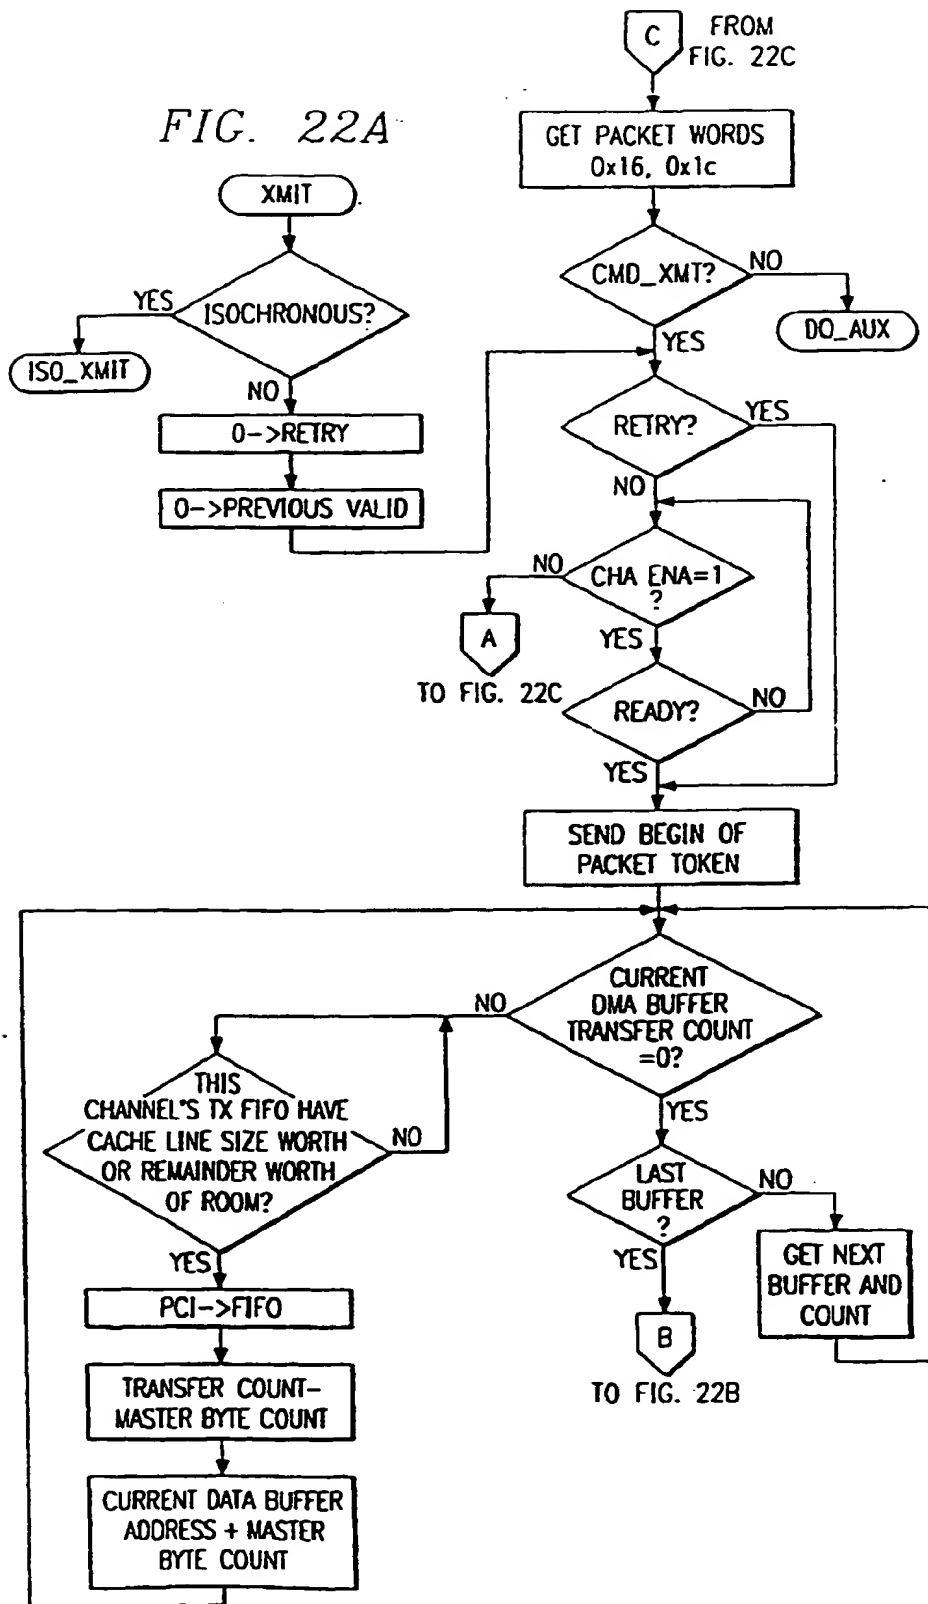 FIG. 22A
C
FROM
FIG. 22C
GET PACKET WORDS
0x16, 0x1c
XMIT
CMD_XMT?
NO
DO_AUX
YES
ISOCHRONOUS?
YES
ISO_XMIT
NO
0->RETRY
0->PREVIOUS VALID
RETRY?
YES
NO
CHA ENA=1
?
NO
A
TO FIG. 22C
YES
READY?
NO
YES
SEND BEGIN OF
PACKET TOKEN
CURRENT
DMA BUFFER
TRANSFER COUNT
=0?
NO
YES
THIS
CHANNEL'S TX FIFO HAVE
CACHE LINE SIZE WORTH
OR REMAINDER WORTH
OF ROOM?
NO
YES
LAST
BUFFER
?
NO
YES
GET NEXT
BUFFER AND
COUNT
B
TO FIG. 22B
PCI->FIFO
TRANSFER COUNT-
MASTER BYTE COUNT
CURRENT DATA BUFFER
ADDRESS + MASTER
BYTE COUNT